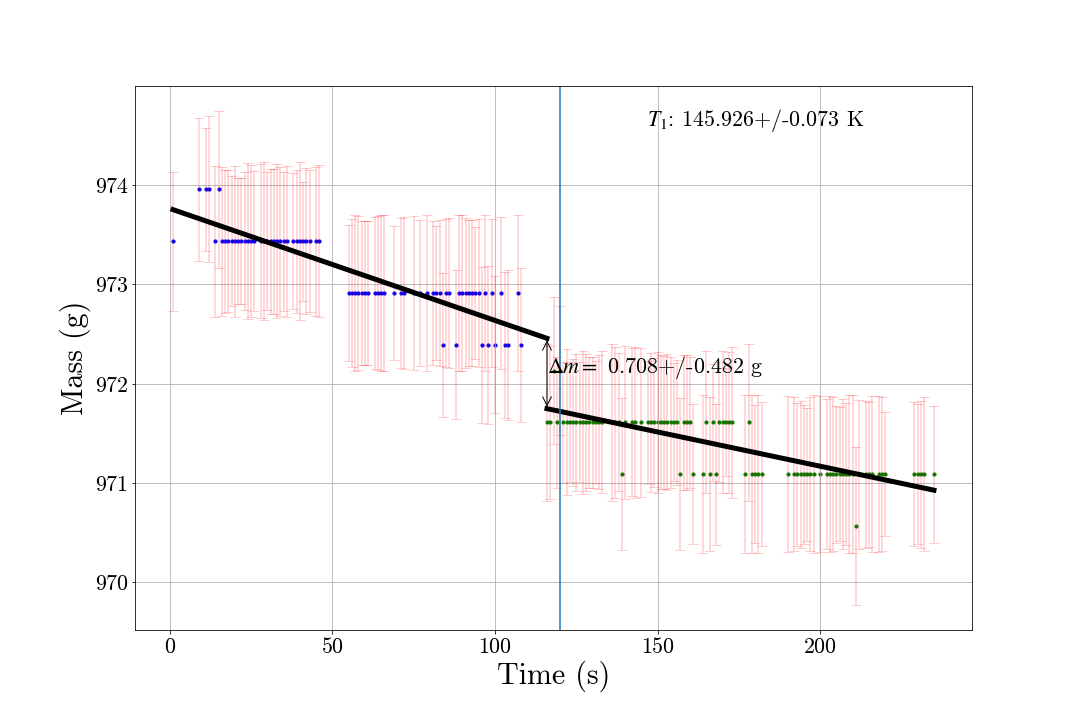 T₁: 145.926+/-0.073 K
974
973
Δm = 0.708+/-0.482 g
972
971
970
Mass (g)
0 50 100 150 200
Time (s)